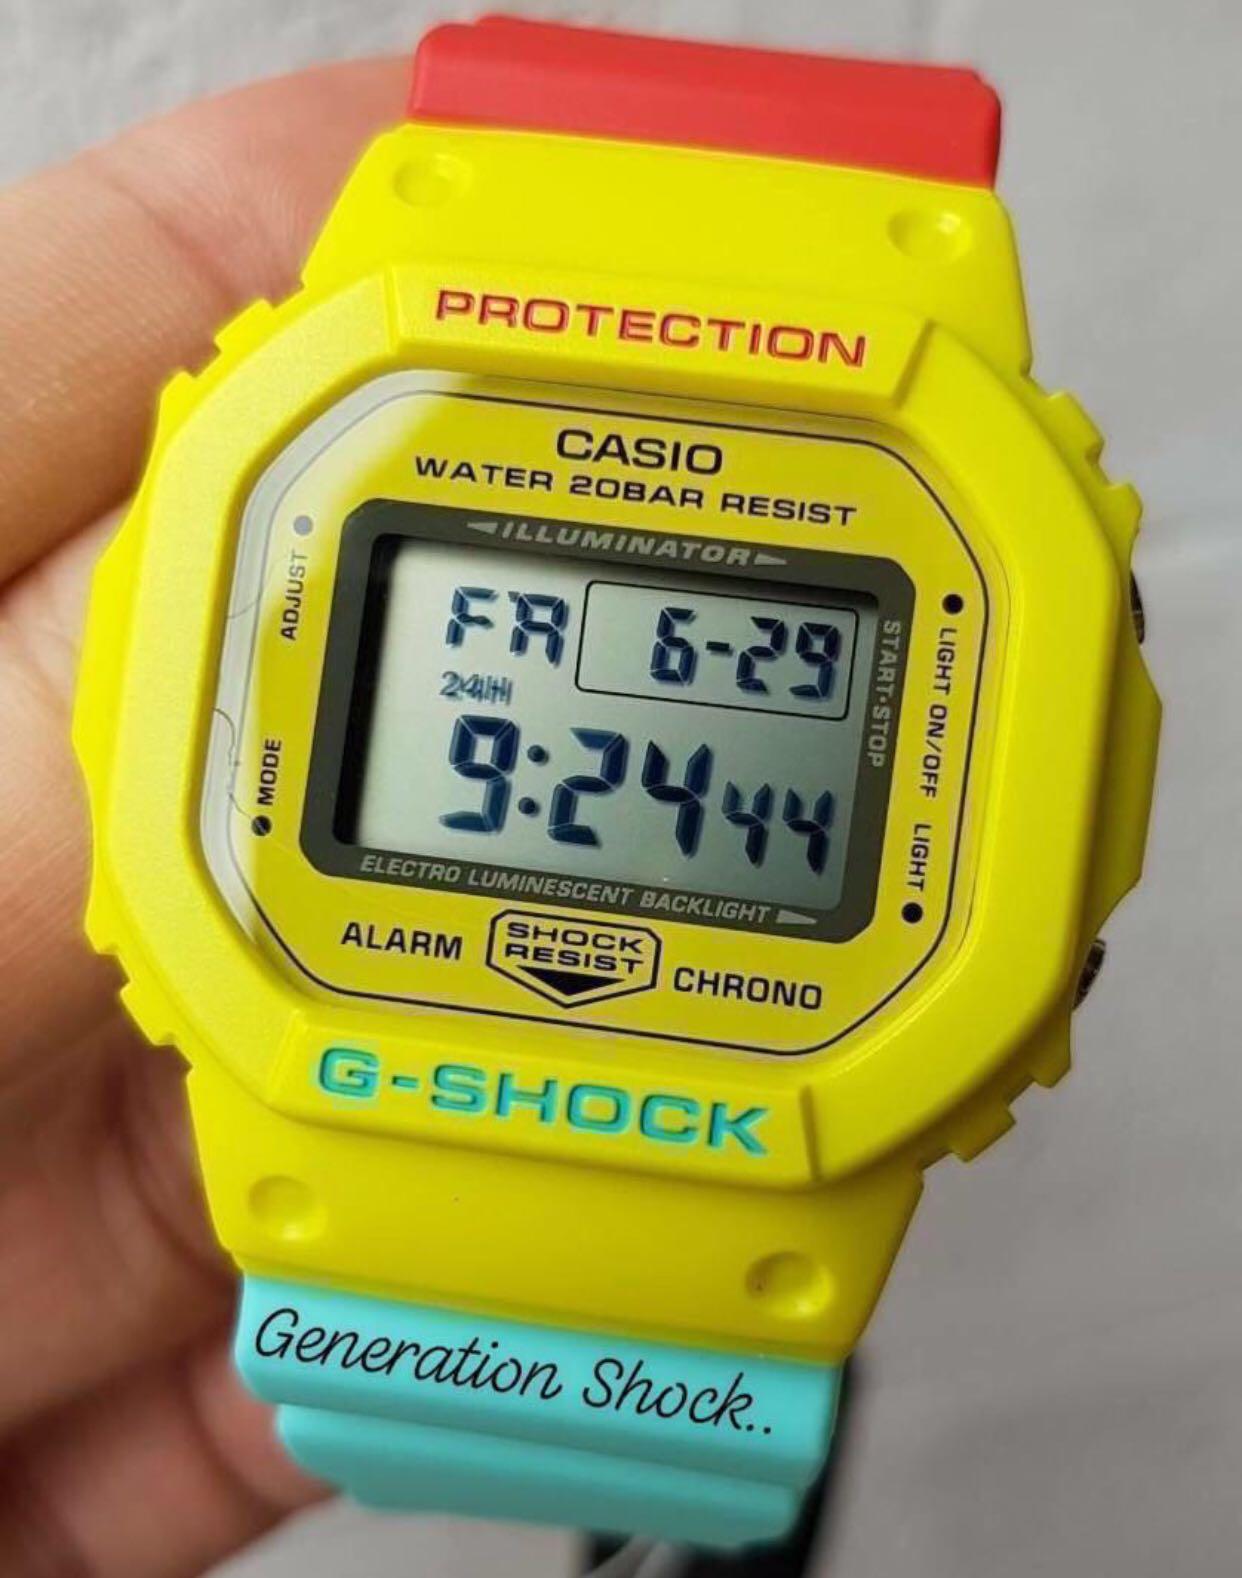 PROTECTION
CASIO
WATER 20BAR RESIST
ILLUMINATOR
ADJUST
MODE
FR 6-29
24H
9:24 44
START·STOP
LIGHT ON/OFF
LIGHT
ELECTRO LUMINESCENT BACKLIGHT
ALARM
SHOCK
RESIST
CHRONO
G-SHOCK
Generation Shock..